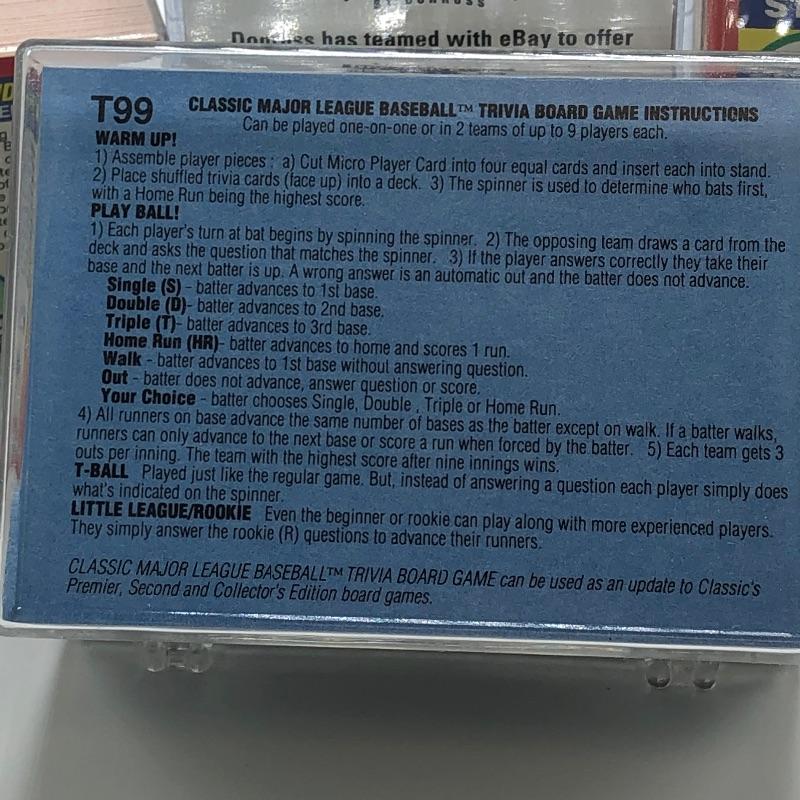 Donruss has teamed with eBay to offer
T99 CLASSIC MAJOR LEAGUE BASEBALL™ TRIVIA BOARD GAME INSTRUCTIONS
Can be played one-on-one or in 2 teams of up to 9 players each.
WARM UP!
1) Assemble player pieces : a) Cut Micro Player Card into four equal cards and insert each into stand.
2) Place shuffled trivia cards (face up) into a deck. 3) The spinner is used to determine who bats first,
with a Home Run being the highest score.
PLAY BALL!
1) Each player's turn at bat begins by spinning the spinner. 2) The opposing team draws a card from the
deck and asks the question that matches the spinner. 3) If the player answers correctly they take their
base and the next batter is up. A wrong answer is an automatic out and the batter does not advance.
Single (S) - batter advances to 1st base.
Double (D)- batter advances to 2nd base.
Triple (T)- batter advances to 3rd base.
Home Run (HR)- batter advances to home and scores 1 run.
Walk - batter advances to 1st base without answering question.
Out - batter does not advance, answer question or score.
Your Choice - batter chooses Single, Double , Triple or Home Run.
4) All runners on base advance the same number of bases as the batter except on walk. If a batter walks,
runners can only advance to the next base or score a run when forced by the batter. 5) Each team gets 3
outs per inning. The team with the highest score after nine innings wins.
T-BALL Played just like the regular game. But, instead of answering a question each player simply does
what's indicated on the spinner.
LITTLE LEAGUE/ROOKIE Even the beginner or rookie can play along with more experienced players.
They simply answer the rookie (R) questions to advance their runners.
CLASSIC MAJOR LEAGUE BASEBALL™ TRIVIA BOARD GAME can be used as an update to Classic's
Premier, Second and Collector's Edition board games.